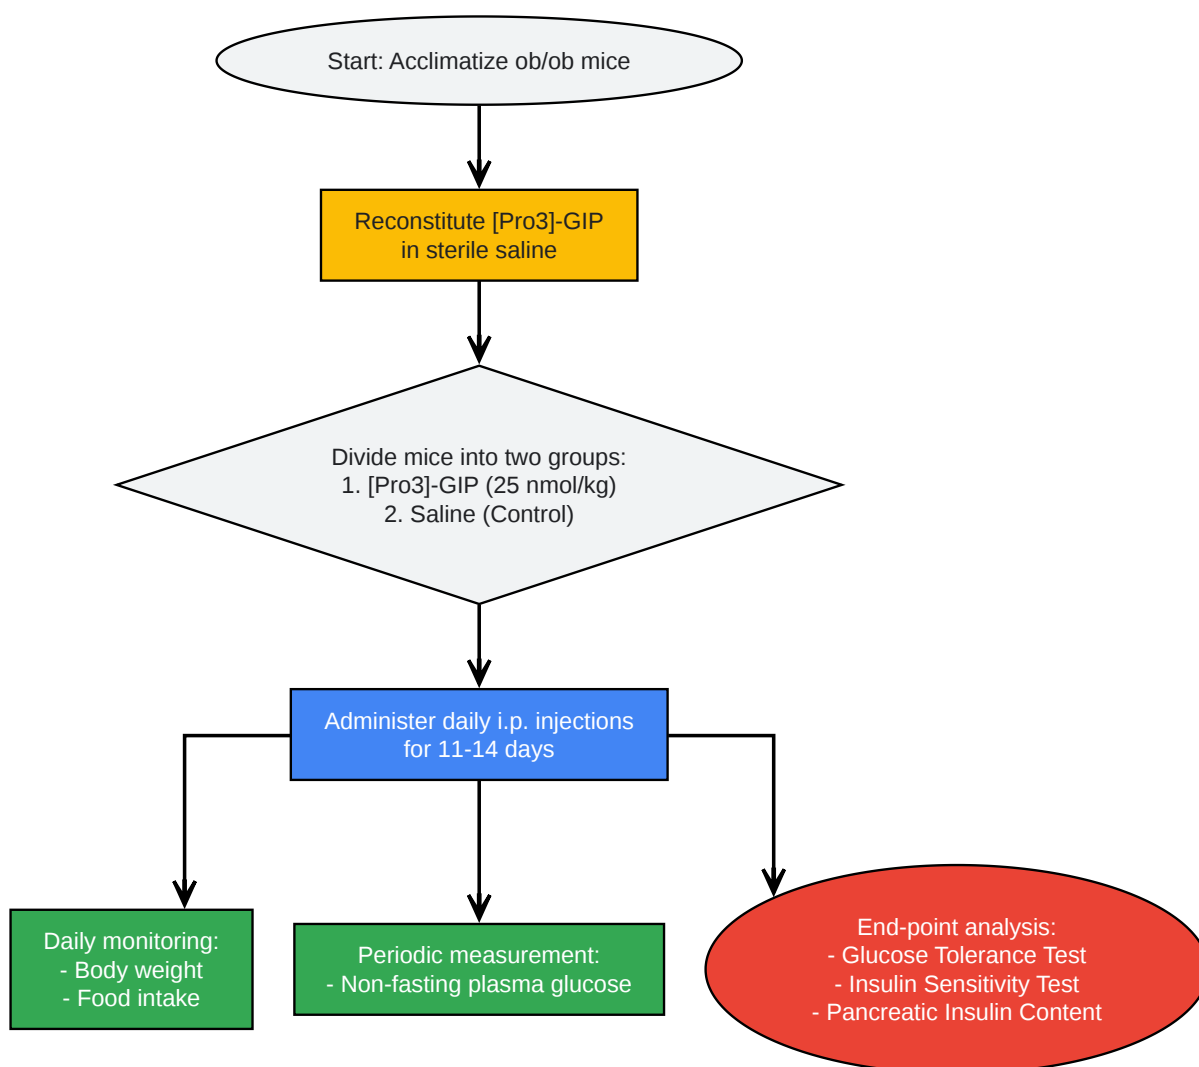 Start: Acclimatize ob/ob mice
Reconstitute [Pro3]-GIP
in sterile saline
Divide mice into two groups:
1. [Pro3]-GIP (25 nmol/kg)
2. Saline (Control)
Administer daily i.p. injections
for 11-14 days
Daily monitoring:
- Body weight
- Food intake
Periodic measurement:
- Non-fasting plasma glucose
End-point analysis:
- Glucose Tolerance Test
- Insulin Sensitivity Test
- Pancreatic Insulin Content